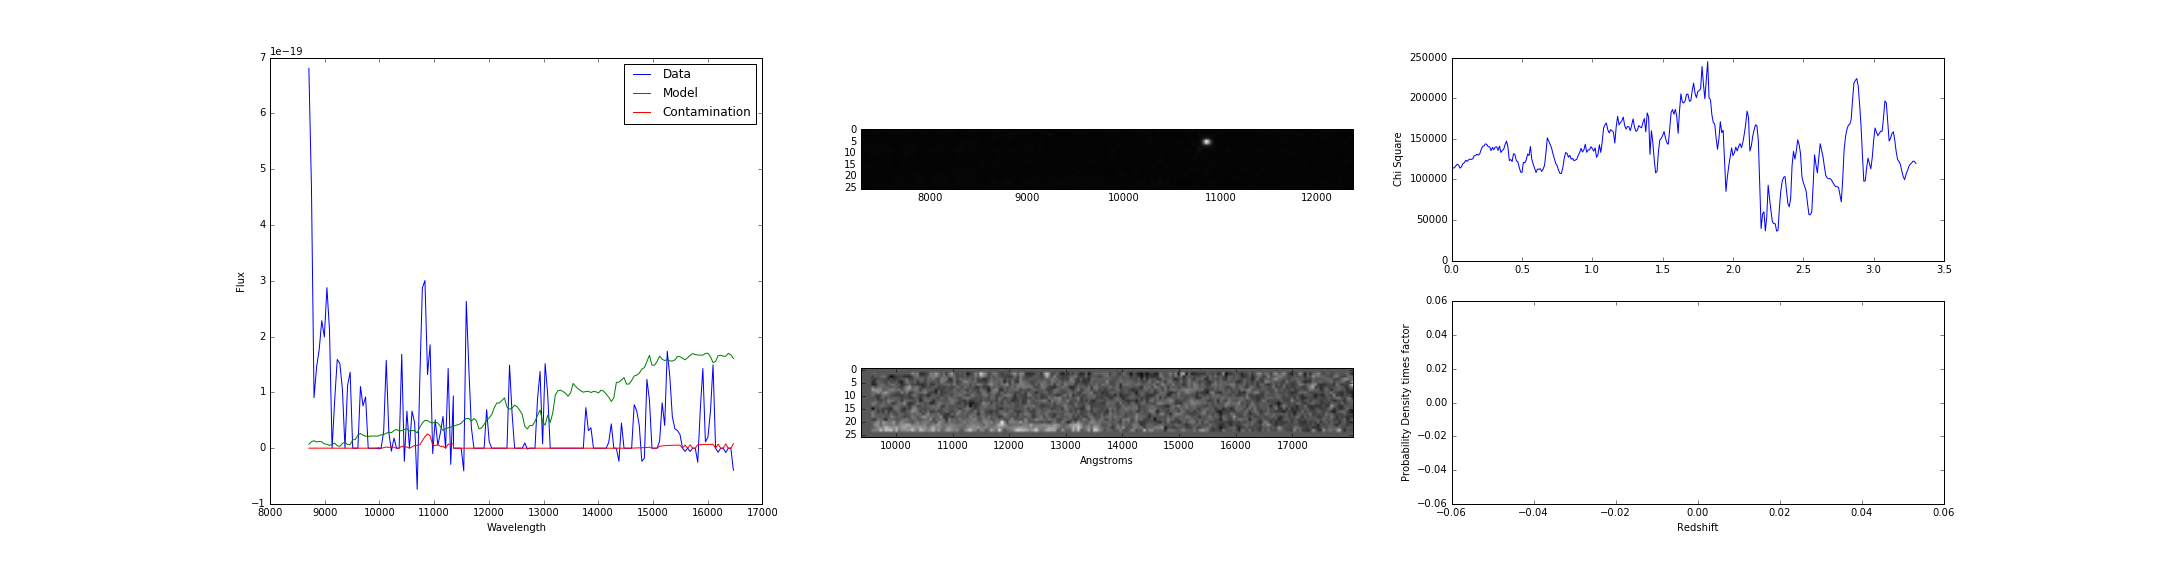 1e−19
7
6
5
4
3
2
1
0
−1
Flux
8000 9000 10000 11000 12000 13000 14000 15000 16000 17000
Wavelength
Data
Model
Contamination
0
5
10
15
20
25
8000 9000 10000 11000 12000
0
5
10
15
20
25
10000 11000 12000 13000 14000 15000 16000 17000
Angstroms
250000
200000
150000
100000
50000
0
Chi Square
0.0 0.5 1.0 1.5 2.0 2.5 3.0 3.5
0.06
0.04
0.02
0.00
−0.02
−0.04
−0.06
Probability Density times factor
−0.06 −0.04 −0.02 0.00 0.02 0.04 0.06
Redshift